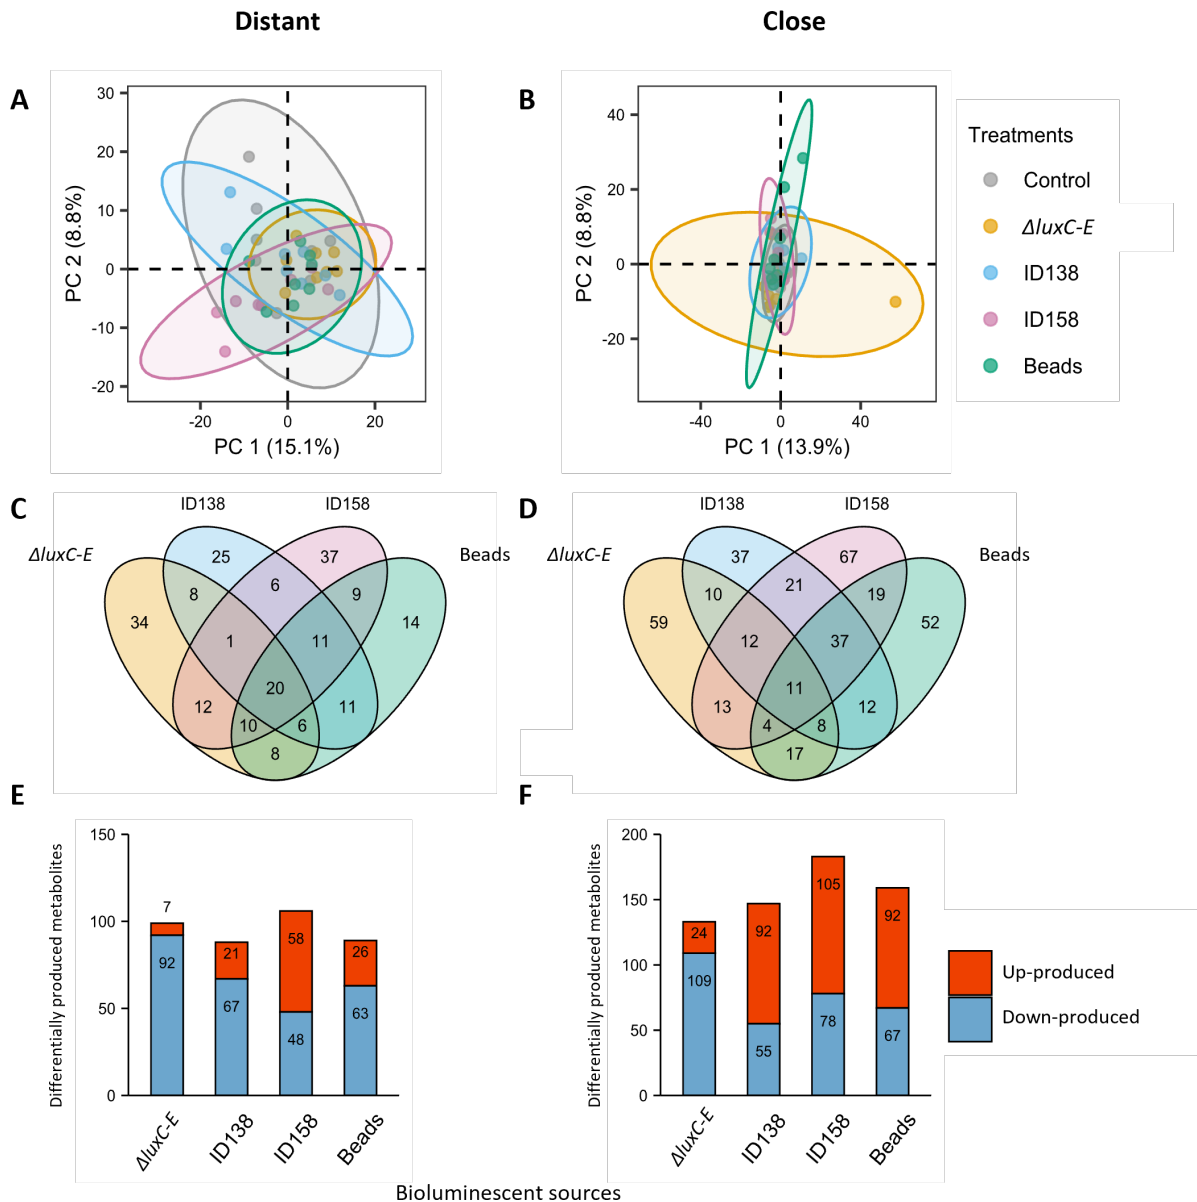 Distant
Close
A
30
20
10
0
-10
-20
PC 2 (8.8%)
-20
0
20
PC 1 (15.1%)
B
40
20
0
-20
PC 2 (8.8%)
-40
0
40
PC 1 (13.9%)
Treatments
Control
ΔluxC-E
ID138
ID158
Beads
C
ID138
ID158
ΔluxC-E
Beads
25
37
8
6
9
34
14
1
11
20
12
11
10
6
8
D
ID138
ID158
ΔluxC-E
Beads
37
67
10
21
19
59
52
12
37
11
13
12
4
8
17
E
Differentially produced metabolites
150
100
50
0
7
92
21
67
58
48
26
63
ΔluxC-E
ID138
ID158
Beads
F
Differentially produced metabolites
200
150
100
50
0
24
109
92
55
105
78
92
67
ΔluxC-E
ID138
ID158
Beads
Up-produced
Down-produced
Bioluminescent sources